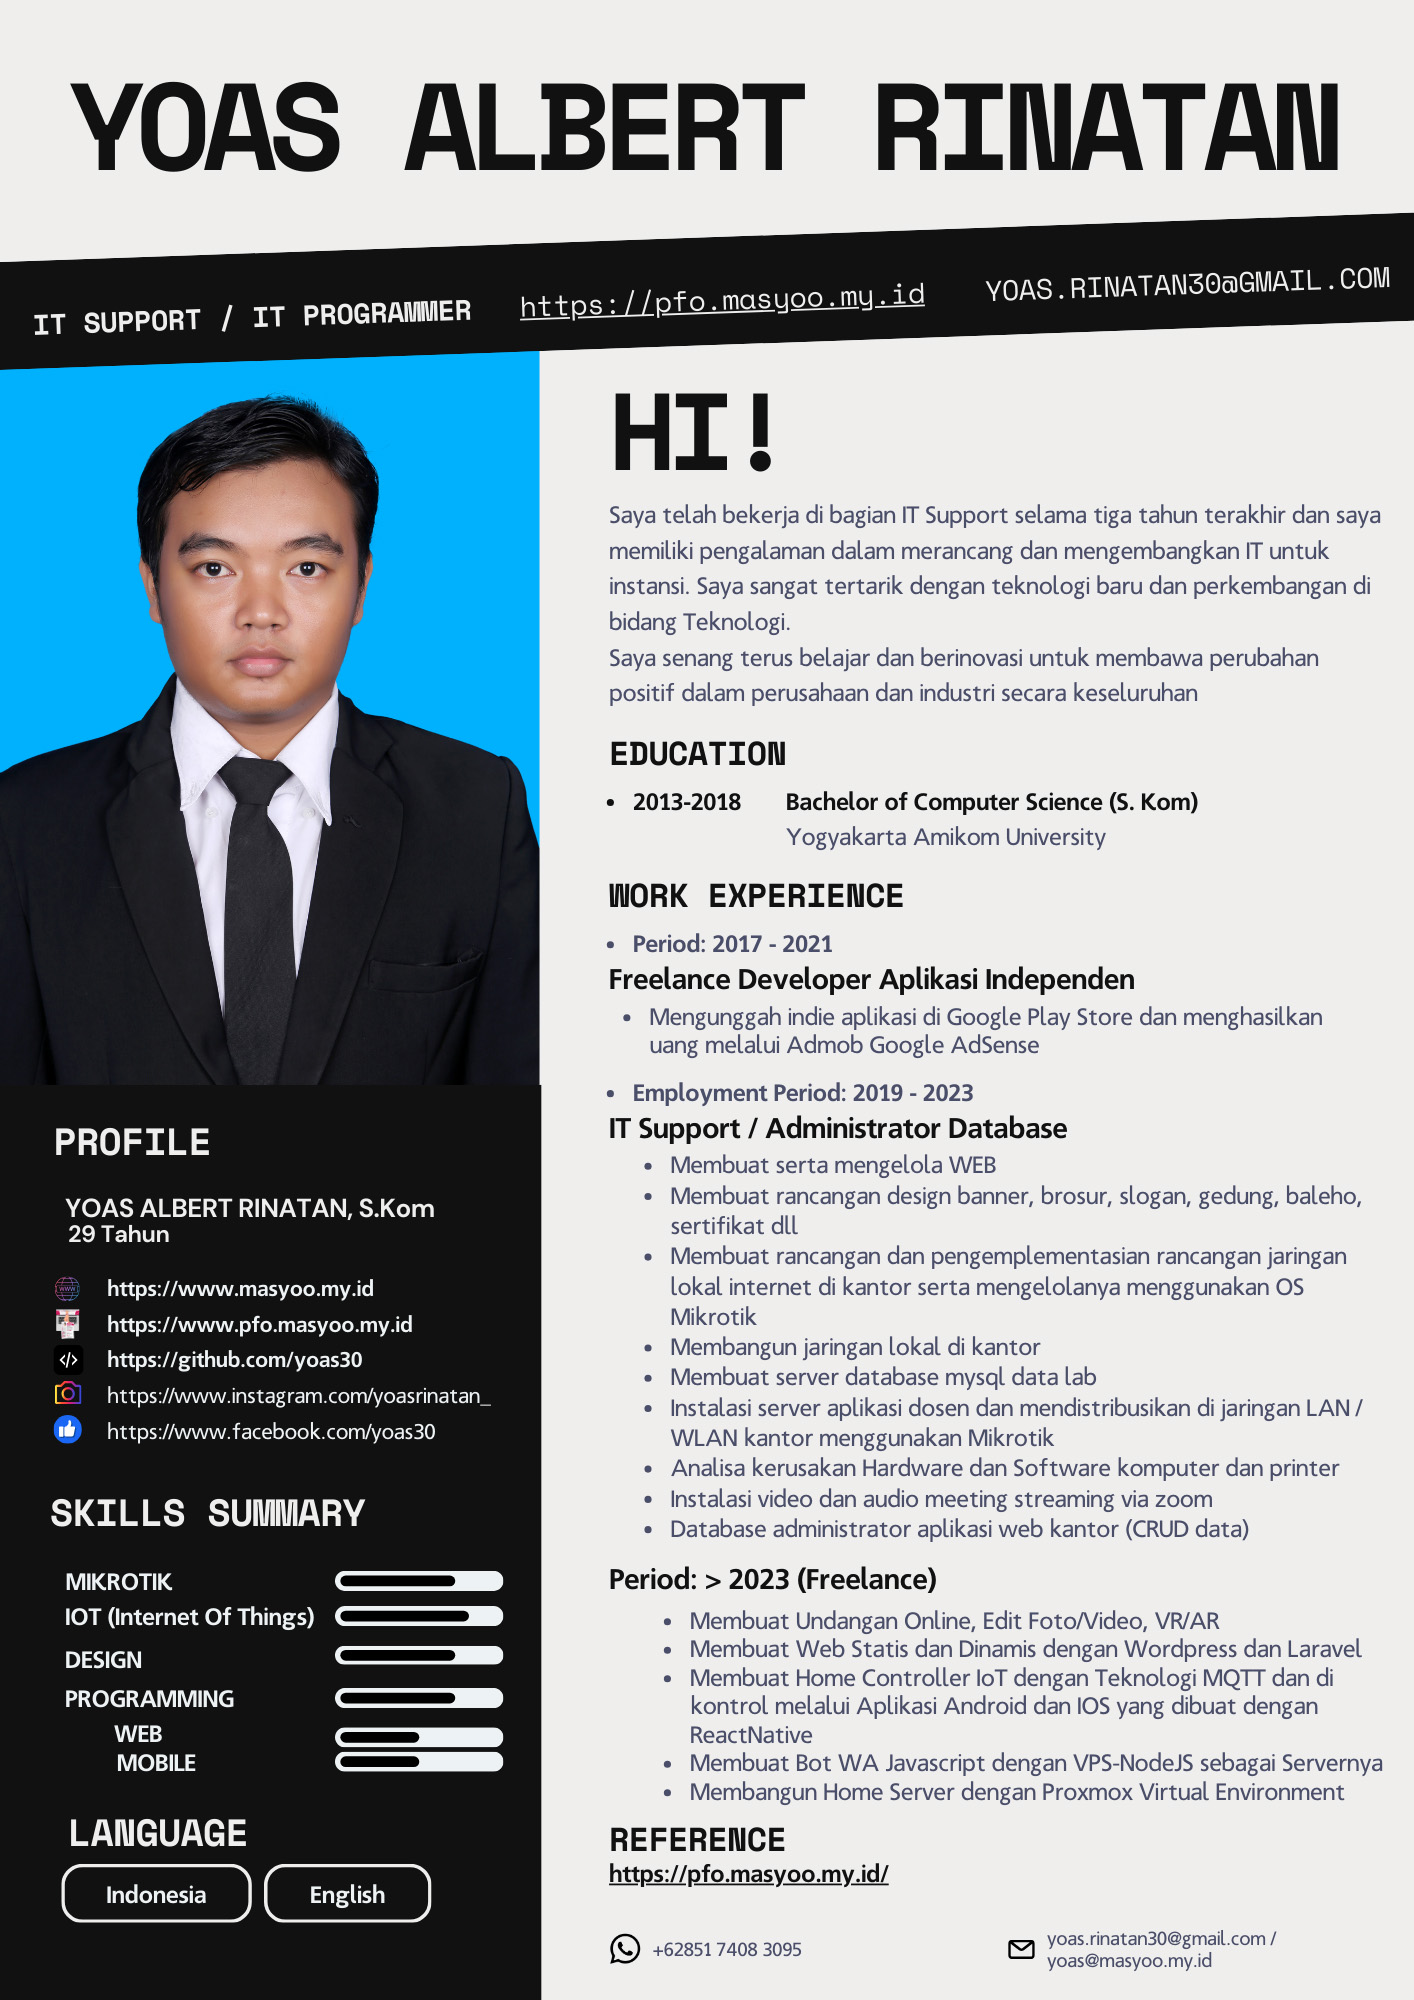 YOAS ALBERT RINATAN
IT SUPPORT / IT PROGRAMMER
https://pfo.masyoo.my.id
YOAS.RINATAN30@GMAIL.COM
HI!
Saya telah bekerja di bagian IT Support selama tiga tahun terakhir dan saya
memiliki pengalaman dalam merancang dan mengembangkan IT untuk
instansi. Saya sangat tertarik dengan teknologi baru dan perkembangan di
bidang Teknologi.
Saya senang terus belajar dan berinovasi untuk membawa perubahan
positif dalam perusahaan dan industri secara keseluruhan
EDUCATION
• 2013-2018 Bachelor of Computer Science (S. Kom)
Yogyakarta Amikom University
WORK EXPERIENCE
• Period: 2017 - 2021
Freelance Developer Aplikasi Independen
• Mengunggah indie aplikasi di Google Play Store dan menghasilkan
uang melalui Admob Google AdSense
• Employment Period: 2019 - 2023
IT Support / Administrator Database
• Membuat serta mengelola WEB
• Membuat rancangan design banner, brosur, slogan, gedung, baleho,
sertifikat dll
• Membuat rancangan dan pengemplementasian rancangan jaringan
lokal internet di kantor serta mengelolanya menggunakan OS
Mikrotik
• Membangun jaringan lokal di kantor
• Membuat server database mysql data lab
• Instalasi server aplikasi dosen dan mendistribusikan di jaringan LAN /
WLAN kantor menggunakan Mikrotik
• Analisa kerusakan Hardware dan Software komputer dan printer
• Instalasi video dan audio meeting streaming via zoom
• Database administrator aplikasi web kantor (CRUD data)
Period: > 2023 (Freelance)
• Membuat Undangan Online, Edit Foto/Video, VR/AR
• Membuat Web Statis dan Dinamis dengan Wordpress dan Laravel
• Membuat Home Controller IoT dengan Teknologi MQTT dan di
kontrol melalui Aplikasi Android dan IOS yang dibuat dengan
ReactNative
• Membuat Bot WA Javascript dengan VPS-NodeJS sebagai Servernya
• Membangun Home Server dengan Proxmox Virtual Environment
REFERENCE
https://pfo.masyoo.my.id/
+62851 7408 3095
yoas.rinatan30@gmail.com /
yoas@masyoo.my.id
PROFILE
YOAS ALBERT RINATAN, S.Kom
29 Tahun
https://www.masyoo.my.id
https://www.pfo.masyoo.my.id
https://github.com/yoas30
https://www.instagram.com/yoasrinatan_
https://www.facebook.com/yoas30
SKILLS SUMMARY
MIKROTIK
IOT (Internet Of Things)
DESIGN
PROGRAMMING
WEB
MOBILE
LANGUAGE
Indonesia
English